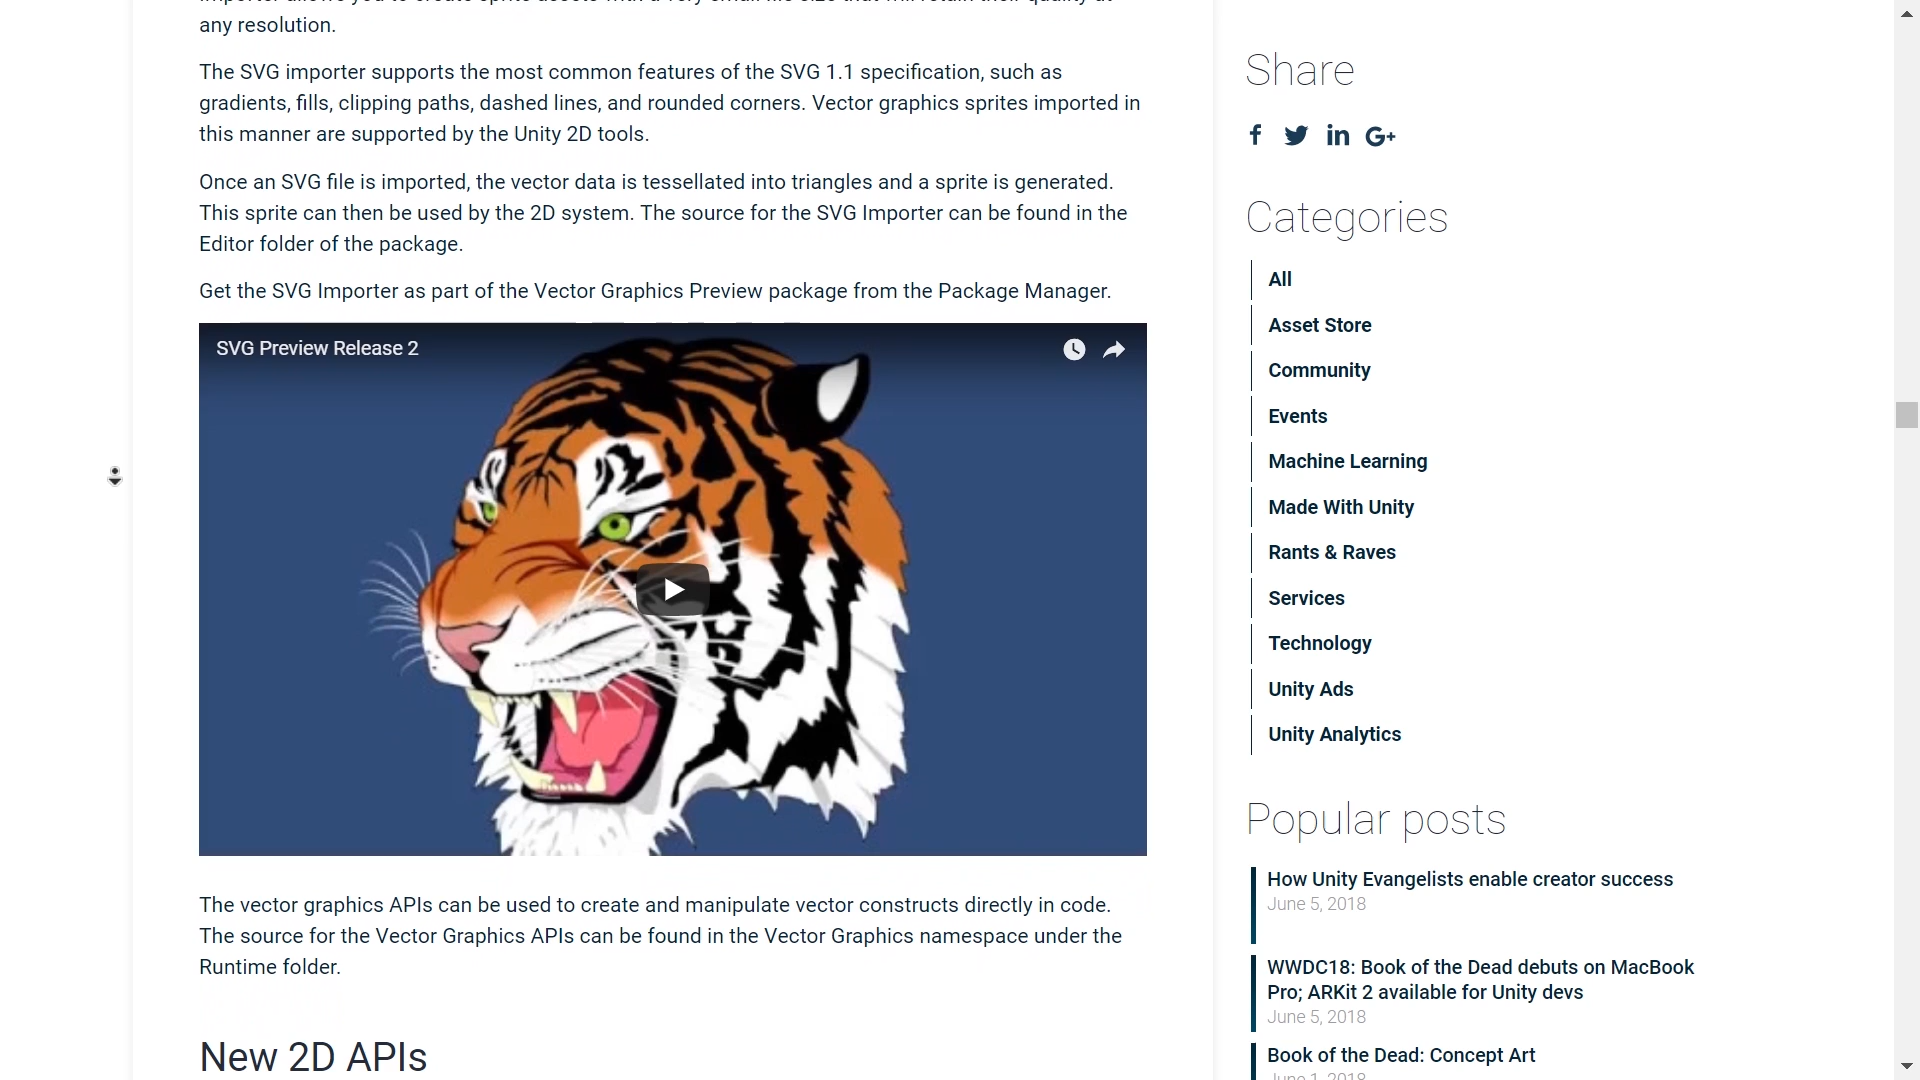 any resolution.
The SVG importer supports the most common features of the SVG 1.1 specification, such as
gradients, fills, clipping paths, dashed lines, and rounded corners. Vector graphics sprites imported in
this manner are supported by the Unity 2D tools.
Once an SVG file is imported, the vector data is tessellated into triangles and a sprite is generated.
This sprite can then be used by the 2D system. The source for the SVG Importer can be found in the
Editor folder of the package.
Get the SVG Importer as part of the Vector Graphics Preview package from the Package Manager.
SVG Preview Release 2
The vector graphics APIs can be used to create and manipulate vector constructs directly in code.
The source for the Vector Graphics APIs can be found in the Vector Graphics namespace under the
Runtime folder.
New 2D APIs
Share
f in G+
Categories
All
Asset Store
Community
Events
Machine Learning
Made With Unity
Rants & Raves
Services
Technology
Unity Ads
Unity Analytics
Popular posts
How Unity Evangelists enable creator success
June 5, 2018
WWDC18: Book of the Dead debuts on MacBook
Pro; ARKit 2 available for Unity devs
June 5, 2018
Book of the Dead: Concept Art
June 1, 2018